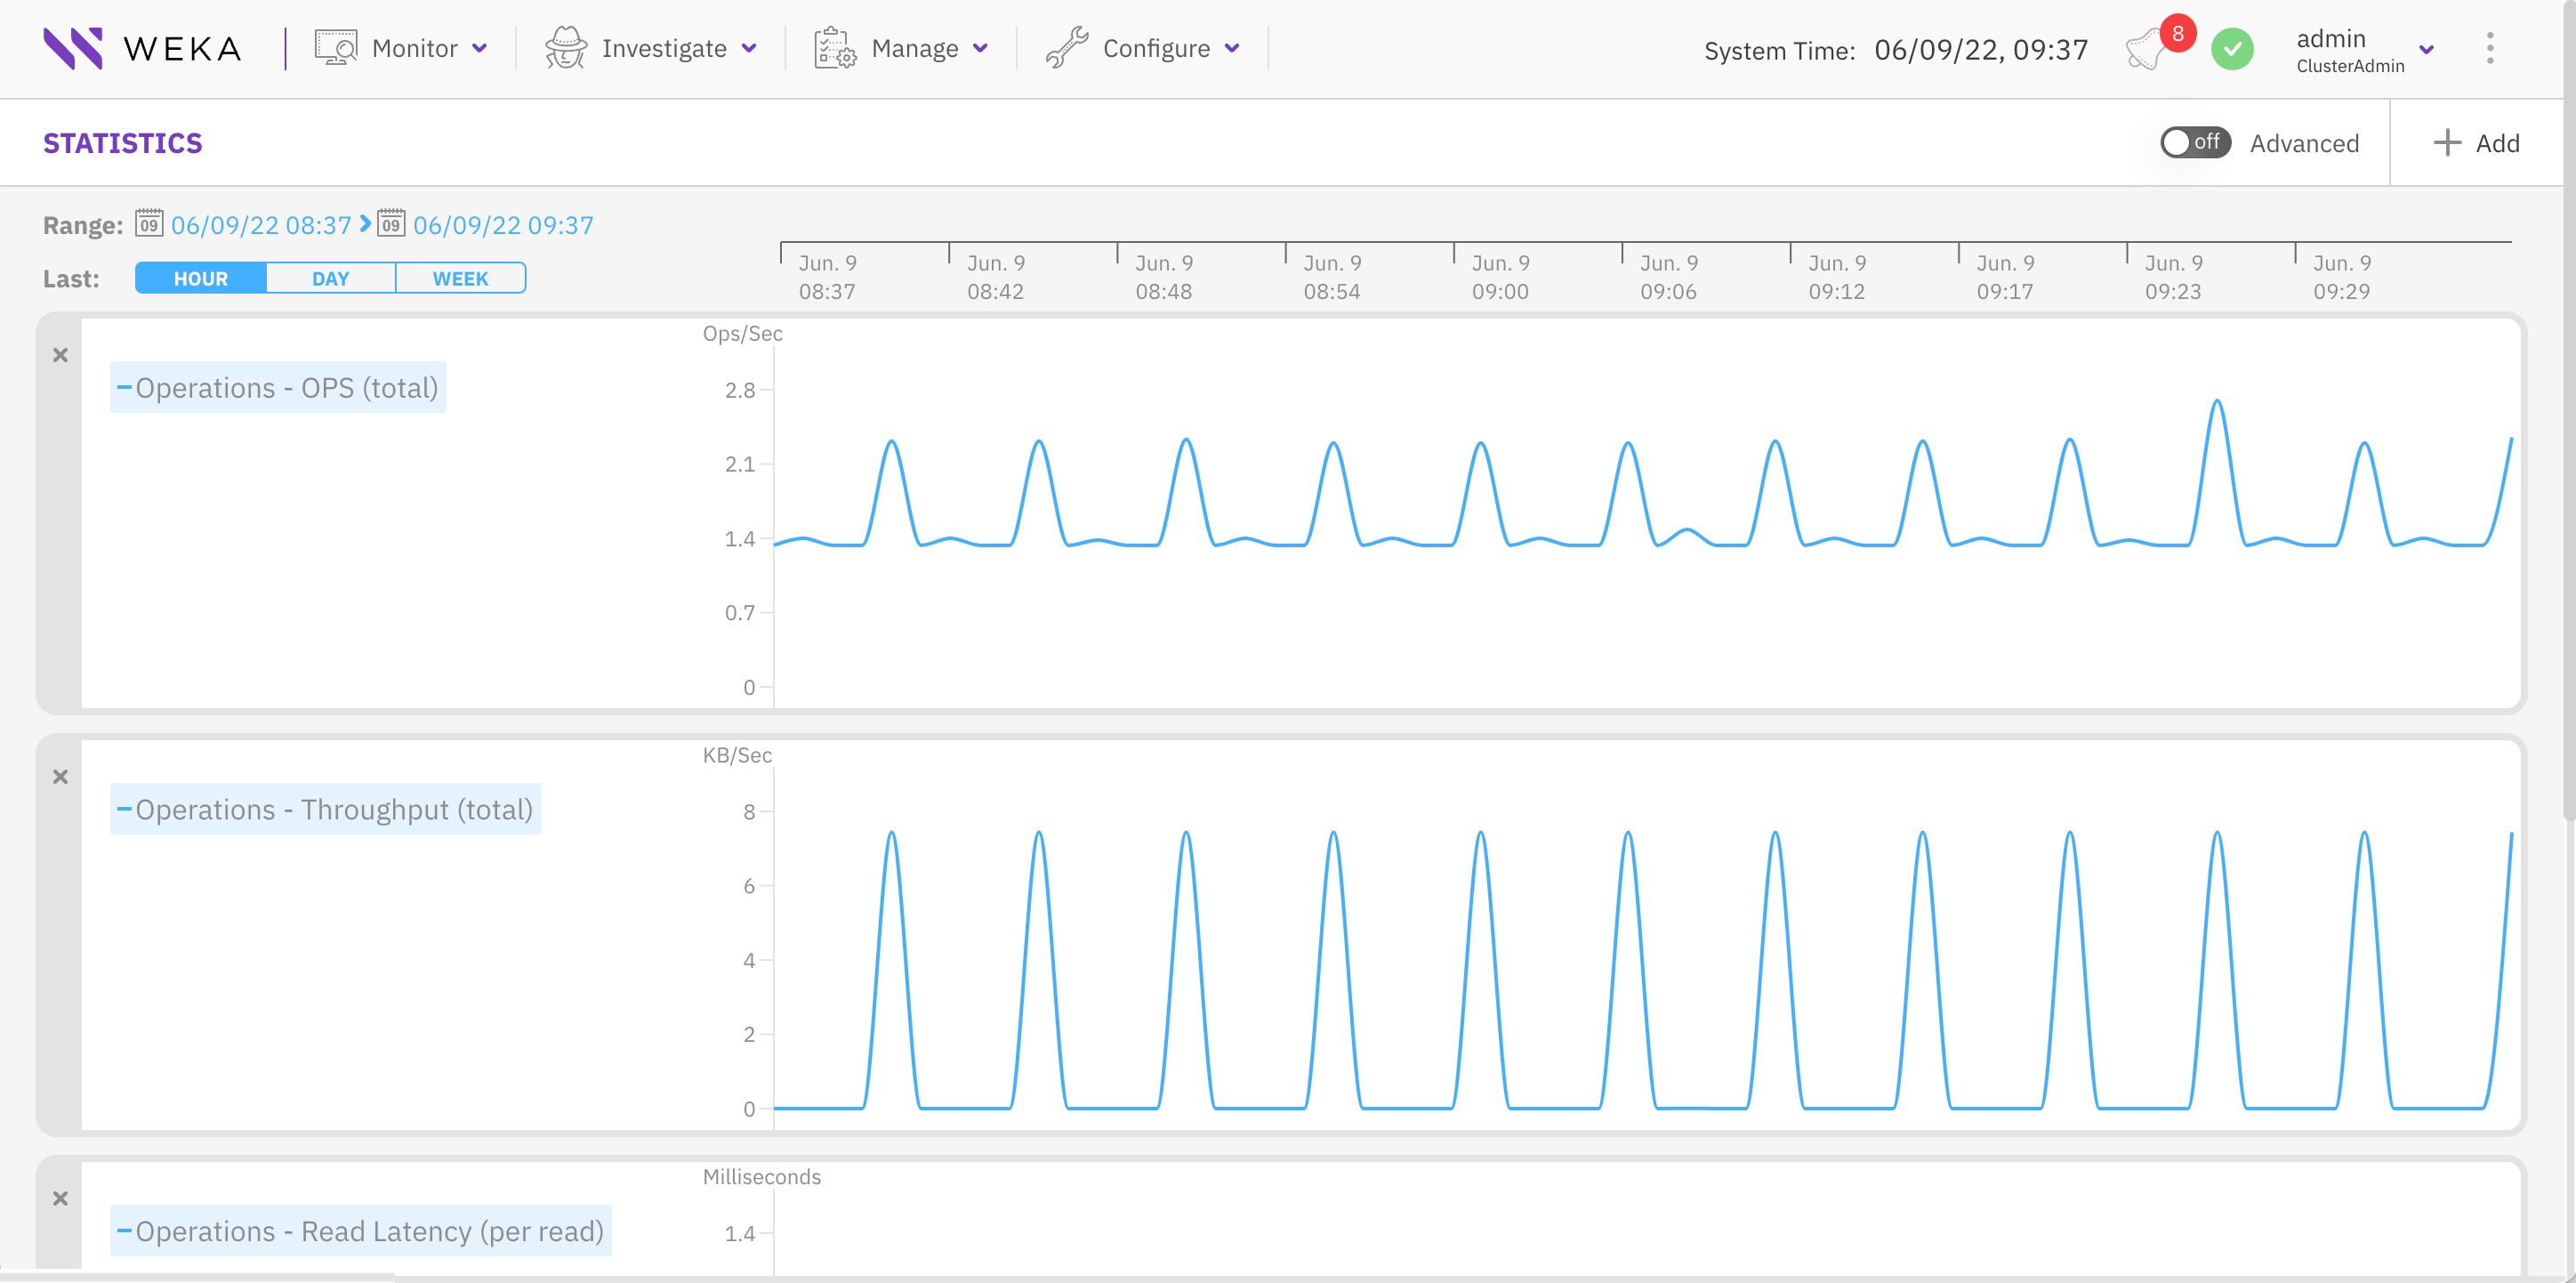 WEKA
Monitor
Investigate
Manage
Configure
System Time: 06/09/22, 09:37
8
admin
ClusterAdmin
STATISTICS
off
Advanced
Add
Range: 09 06/09/22 08:37 09 06/09/22 09:37
Last: HOUR DAY WEEK
Jun. 9 Jun. 9 Jun. 9 Jun. 9 Jun. 9 Jun. 9 Jun. 9 Jun. 9 Jun. 9 Jun. 9
08:37 08:42 08:48 08:54 09:00 09:06 09:12 09:17 09:23 09:29
Ops/Sec
Operations - OPS (total)
2.8
2.1
1.4
0.7
0
KB/Sec
Operations - Throughput (total)
8
6
4
2
0
Milliseconds
Operations - Read Latency (per read)
1.4